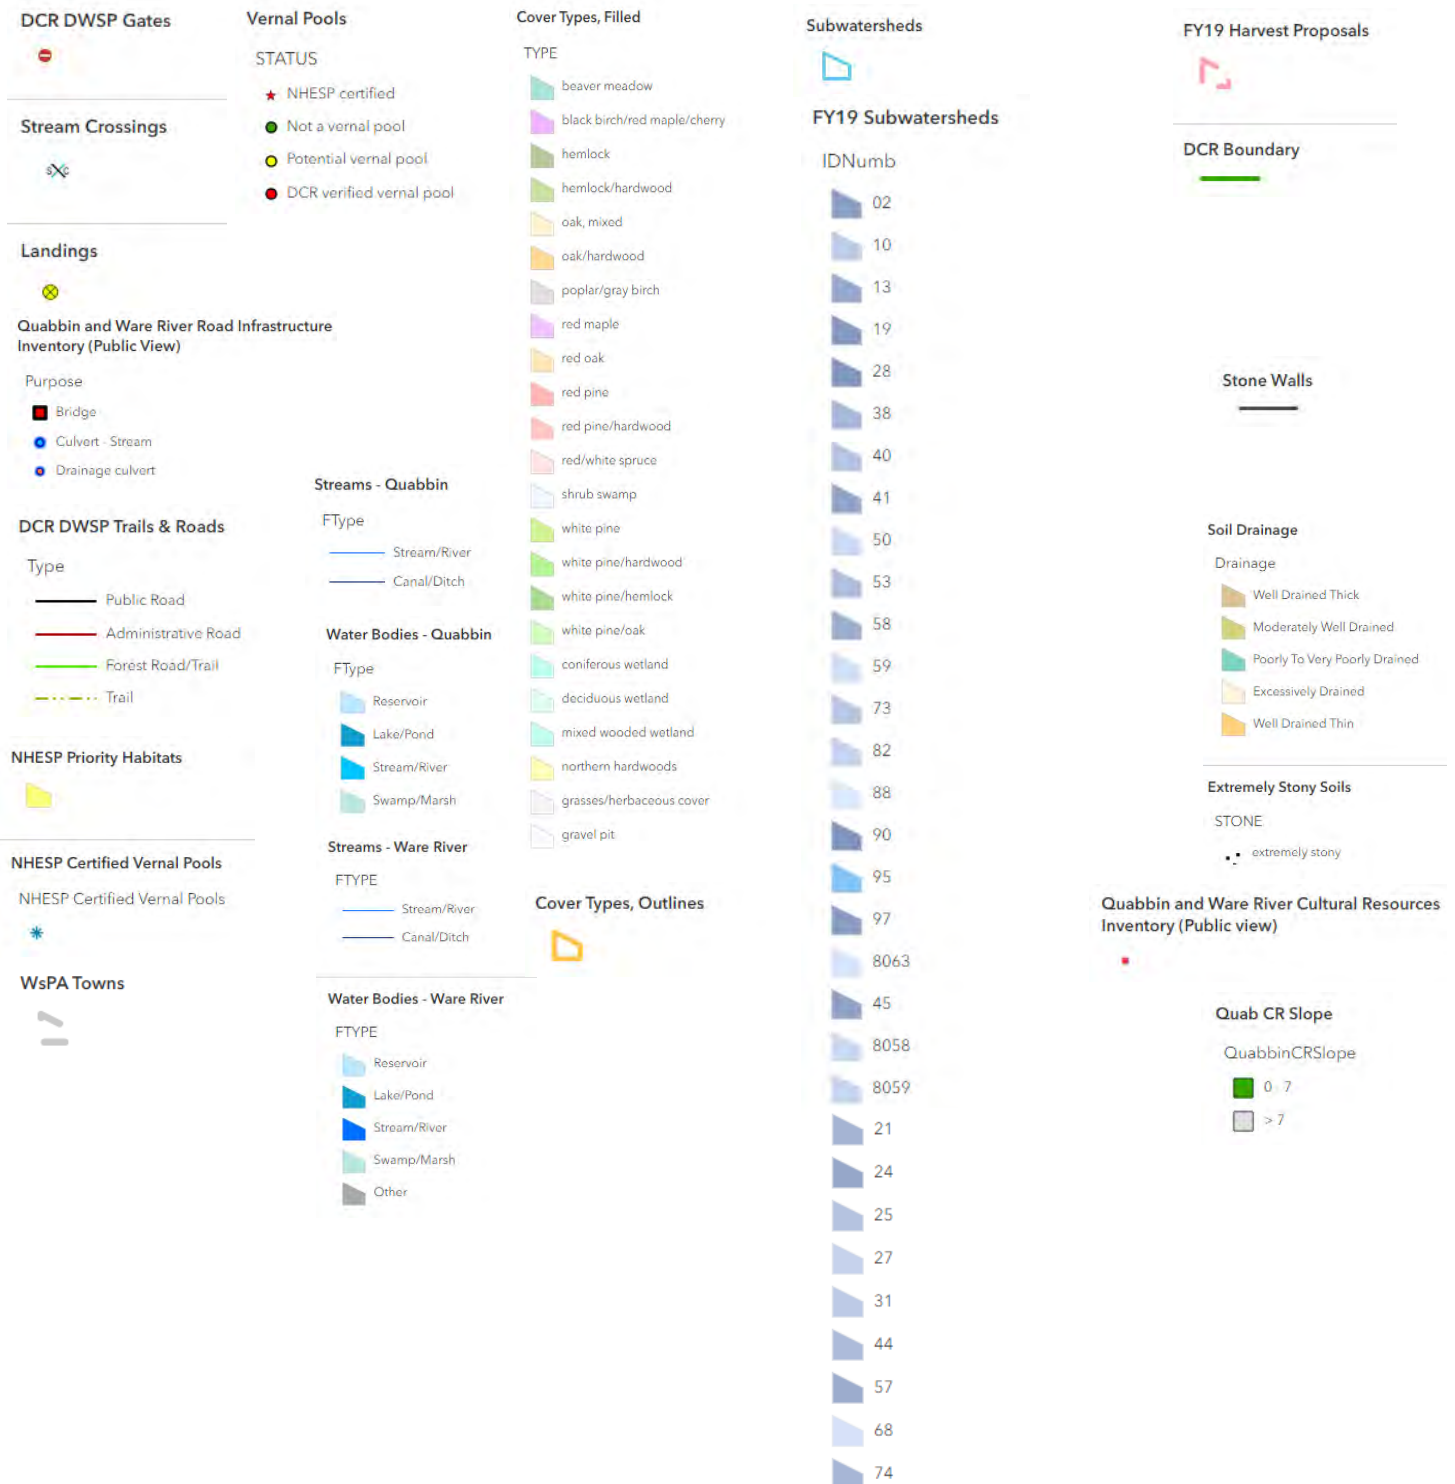 DCR DWSP Gates
Stream Crossings
SXC
Landings
Quabbin and Ware River Road Infrastructure
Inventory (Public View)
Purpose
Bridge
Culvert - Stream
Drainage culvert
DCR DWSP Trails & Roads
Type
Public Road
Administrative Road
Forest Road/Trail
Trail
NHESP Priority Habitats
NHESP Certified Vernal Pools
NHESP Certified Vernal Pools
WsPA Towns
Vernal Pools
STATUS
NHESP certified
Not a vernal pool
Potential vernal pool
DCR verified vernal pool
Streams - Quabbin
FType
Stream/River
Canal/Ditch
Water Bodies - Quabbin
FType
Reservoir
Lake/Pond
Stream/River
Swamp/Marsh
Streams - Ware River
FTYPE
Stream/River
Canal/Ditch
Water Bodies - Ware River
FTYPE
Reservoir
Lake/Pond
Stream/River
Swamp/Marsh
Other
Cover Types, Filled
TYPE
beaver meadow
black birch/red maple/cherry
hemlock
hemlock/hardwood
oak, mixed
oak/hardwood
poplar/gray birch
red maple
red oak
red pine
red pine/hardwood
red/white spruce
shrub swamp
white pine
white pine/hardwood
white pine/hemlock
white pine/oak
coniferous wetland
deciduous wetland
mixed wooded wetland
northern hardwoods
grasses/herbaceous cover
gravel pit
Cover Types, Outlines
Subwatersheds
FY19 Subwatersheds
IDNumb
02
10
13
19
28
38
40
41
50
53
58
59
73
82
88
90
95
97
8063
45
8058
8059
21
24
25
27
31
44
57
68
74
FY19 Harvest Proposals
DCR Boundary
Stone Walls
Soil Drainage
Drainage
Well Drained Thick
Moderately Well Drained
Poorly To Very Poorly Drained
Excessively Drained
Well Drained Thin
Extremely Stony Soils
STONE
extremely stony
Quabbin and Ware River Cultural Resources
Inventory (Public view)
Quab CR Slope
QuabbinCRSlope
0 - 7
> 7